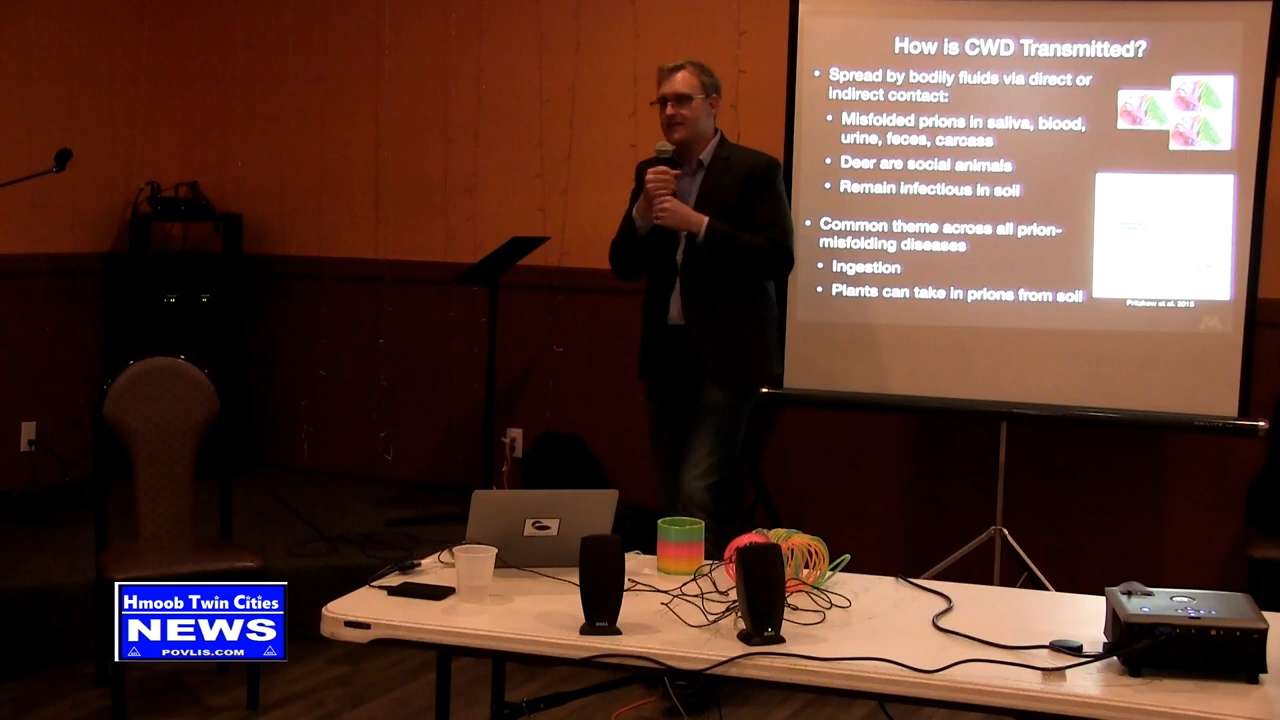 How is CWD Transmitted?
• Spread by bodily fluids via direct or
indirect contact:
• Misfolded prions in saliva, blood,
urine, feces, carcass
• Deer are social animals
• Remain infectious in soil
• Common theme across all prion-
misfolding diseases
• Ingestion
• Plants can take in prions from soil
Pritzkow et al. 2015
Hmoob Twin Cities
NEWS
POVLIS.COM
DELL